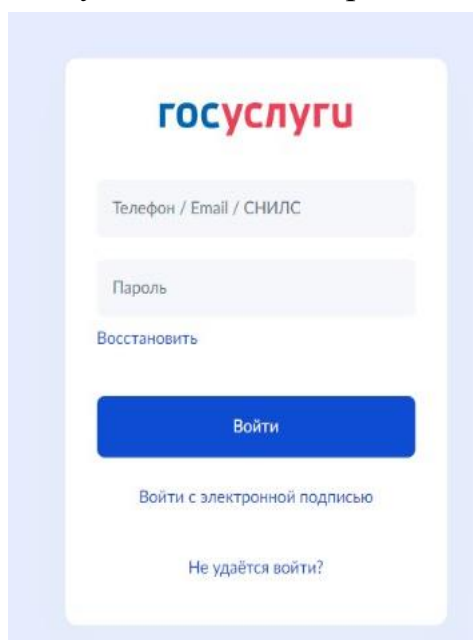 госуслуги
Телефон / Email / СНИЛС
Пароль
Восстановить
Войти
Войти с электронной подписью
Не удаётся войти?